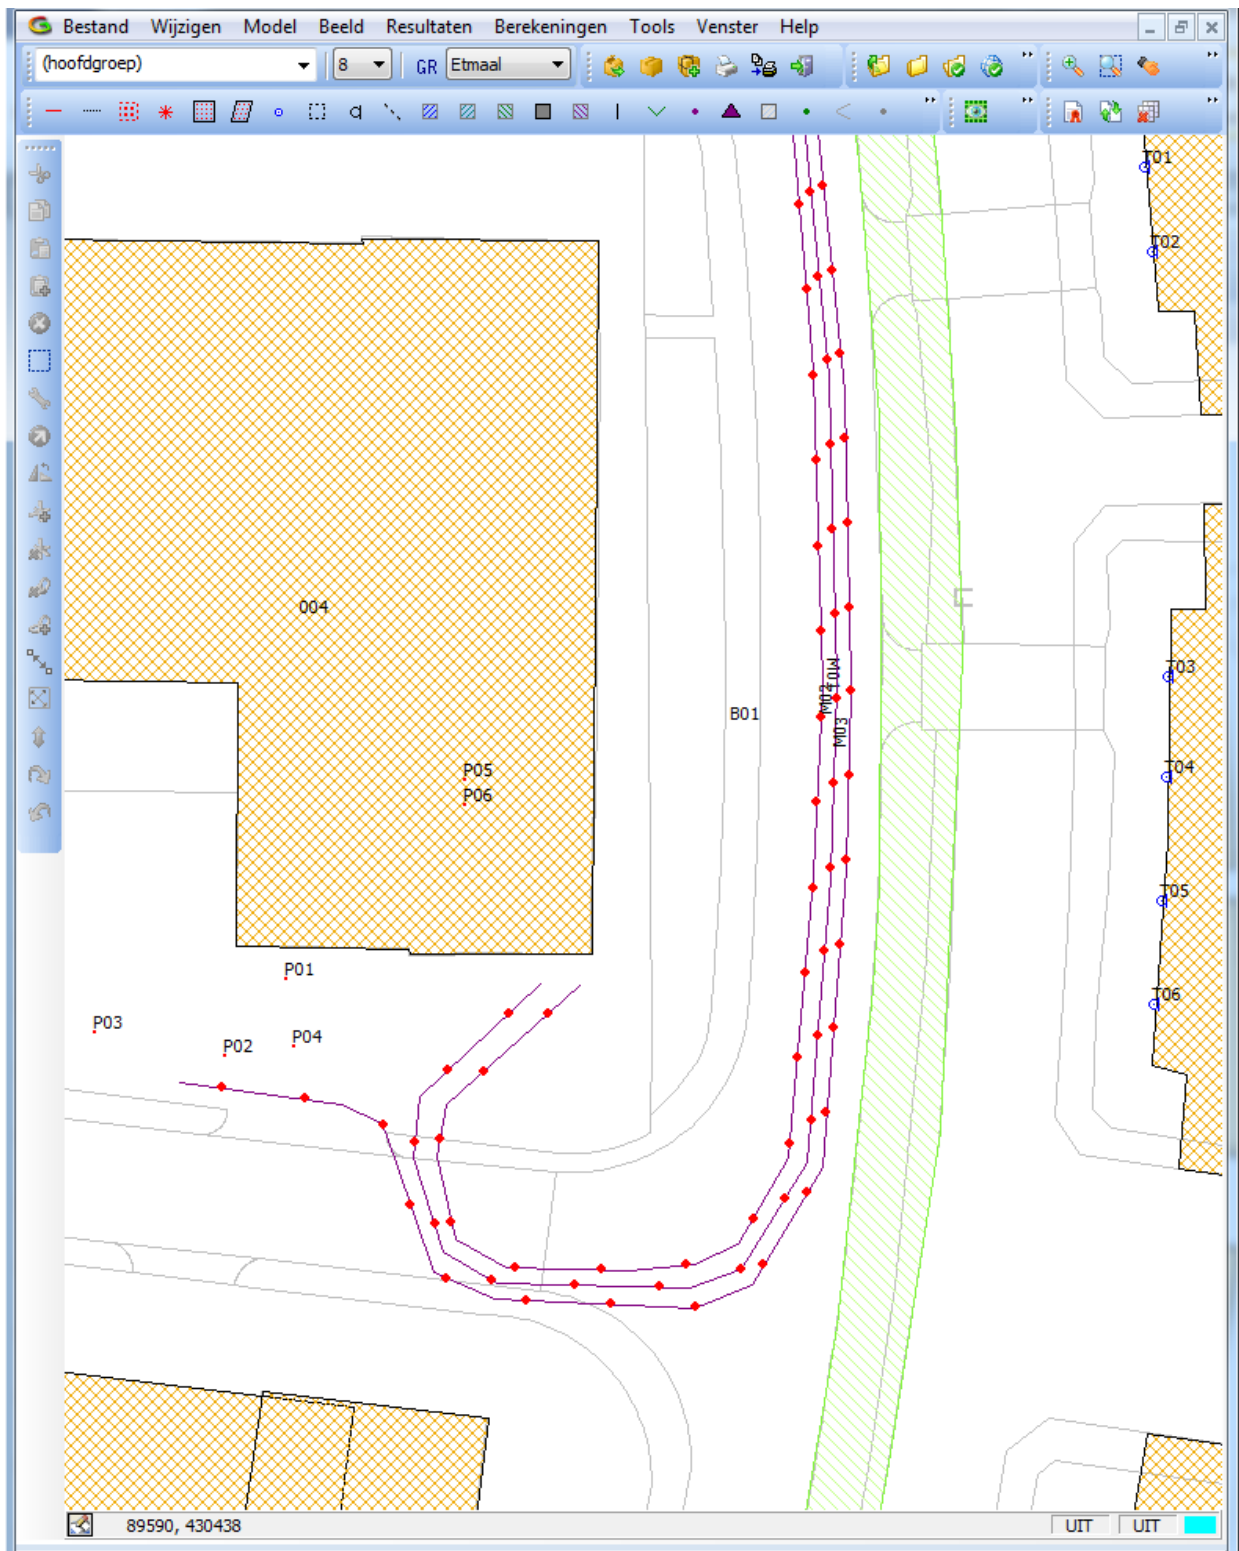 Bestand Wijzigen Model Beeld Resultaten Berekeningen Tools Venster Help
(hoofdgroep) 8 GR Etmaal
T01
T02
004
M01
M02
T03
B01
M03
P05
T04
P06
T05
P01
T06
P03
P04
P02
89590, 430438 UIT UIT